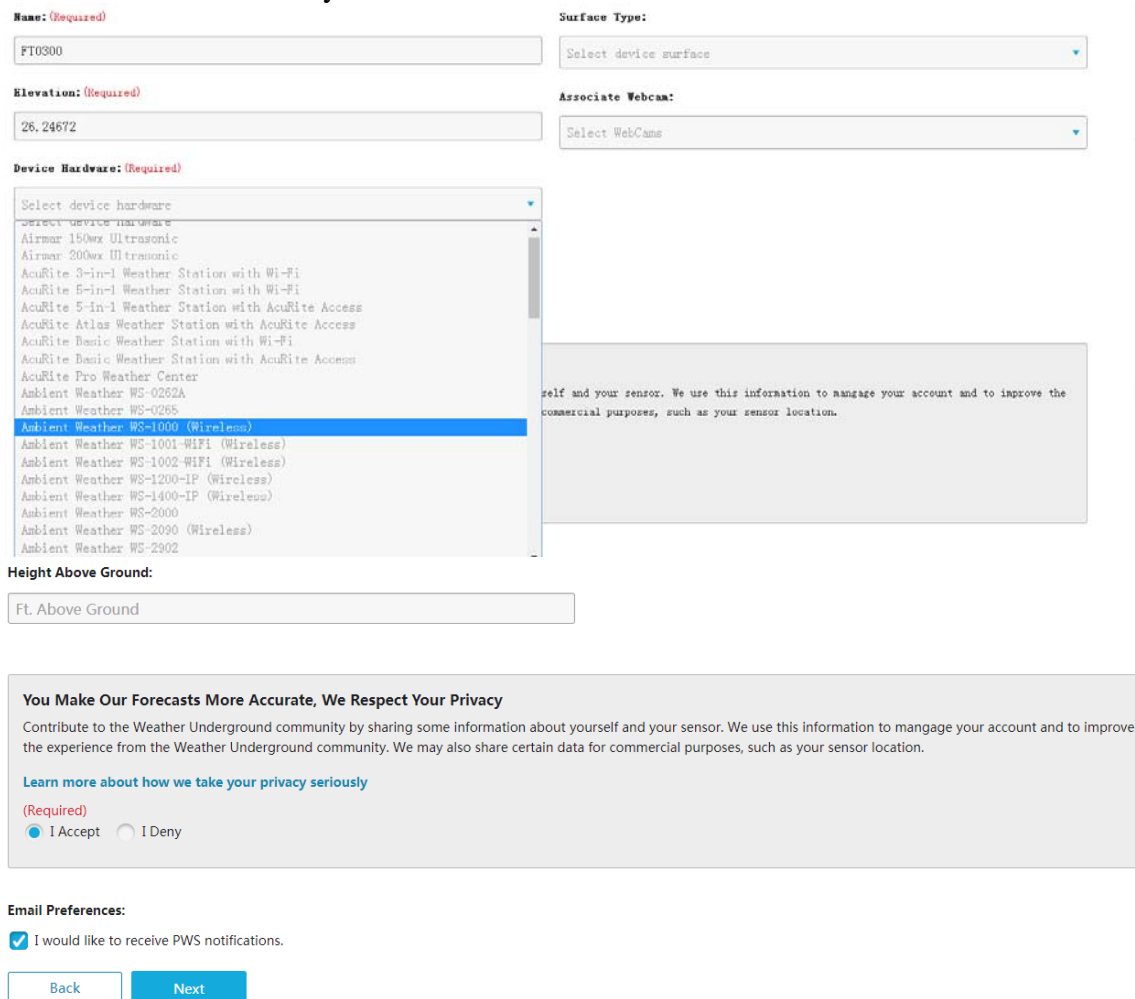 Name:(Required)
FT0300
Elevation:(Required)
26.24672
Device Hardware:(Required)
Select device hardware
Select device hardware
Airmar 150wx Ultrasonic
Airmar 200wx Ultrasonic
AcuRite 3-in-1 Weather Station with Wi-Fi
AcuRite 5-in-1 Weather Station with Wi-Fi
AcuRite 5-in-1 Weather Station with AcuRite Access
AcuRite Atlas Weather Station with AcuRite Access
AcuRite Basic Weather Station with Wi-Fi
AcuRite Basic Weather Station with AcuRite Access
AcuRite Pro Weather Center
Ambient Weather WS-0262A
Ambient Weather WS-0265
Ambient Weather WS-1000 (Wireless)
Ambient Weather WS-1001-WiFi (Wireless)
Ambient Weather WS-1002-WiFi (Wireless)
Ambient Weather WS-1200-IP (Wireless)
Ambient Weather WS-1400-IP (Wireless)
Ambient Weather WS-2000
Ambient Weather WS-2090 (Wireless)
Ambient Weather WS-2902
Surface Type:
Select device surface
Associate Webcam:
Select WebCams
self and your sensor. We use this information to mangage your account and to improve the
commercial purposes, such as your sensor location.
Height Above Ground:
Ft. Above Ground
You Make Our Forecasts More Accurate, We Respect Your Privacy
Contribute to the Weather Underground community by sharing some information about yourself and your sensor. We use this information to mangage your account and to improve
the experience from the Weather Underground community. We may also share certain data for commercial purposes, such as your sensor location.
Learn more about how we take your privacy seriously
(Required)
I Accept I Deny
Email Preferences:
I would like to receive PWS notifications.
Back Next